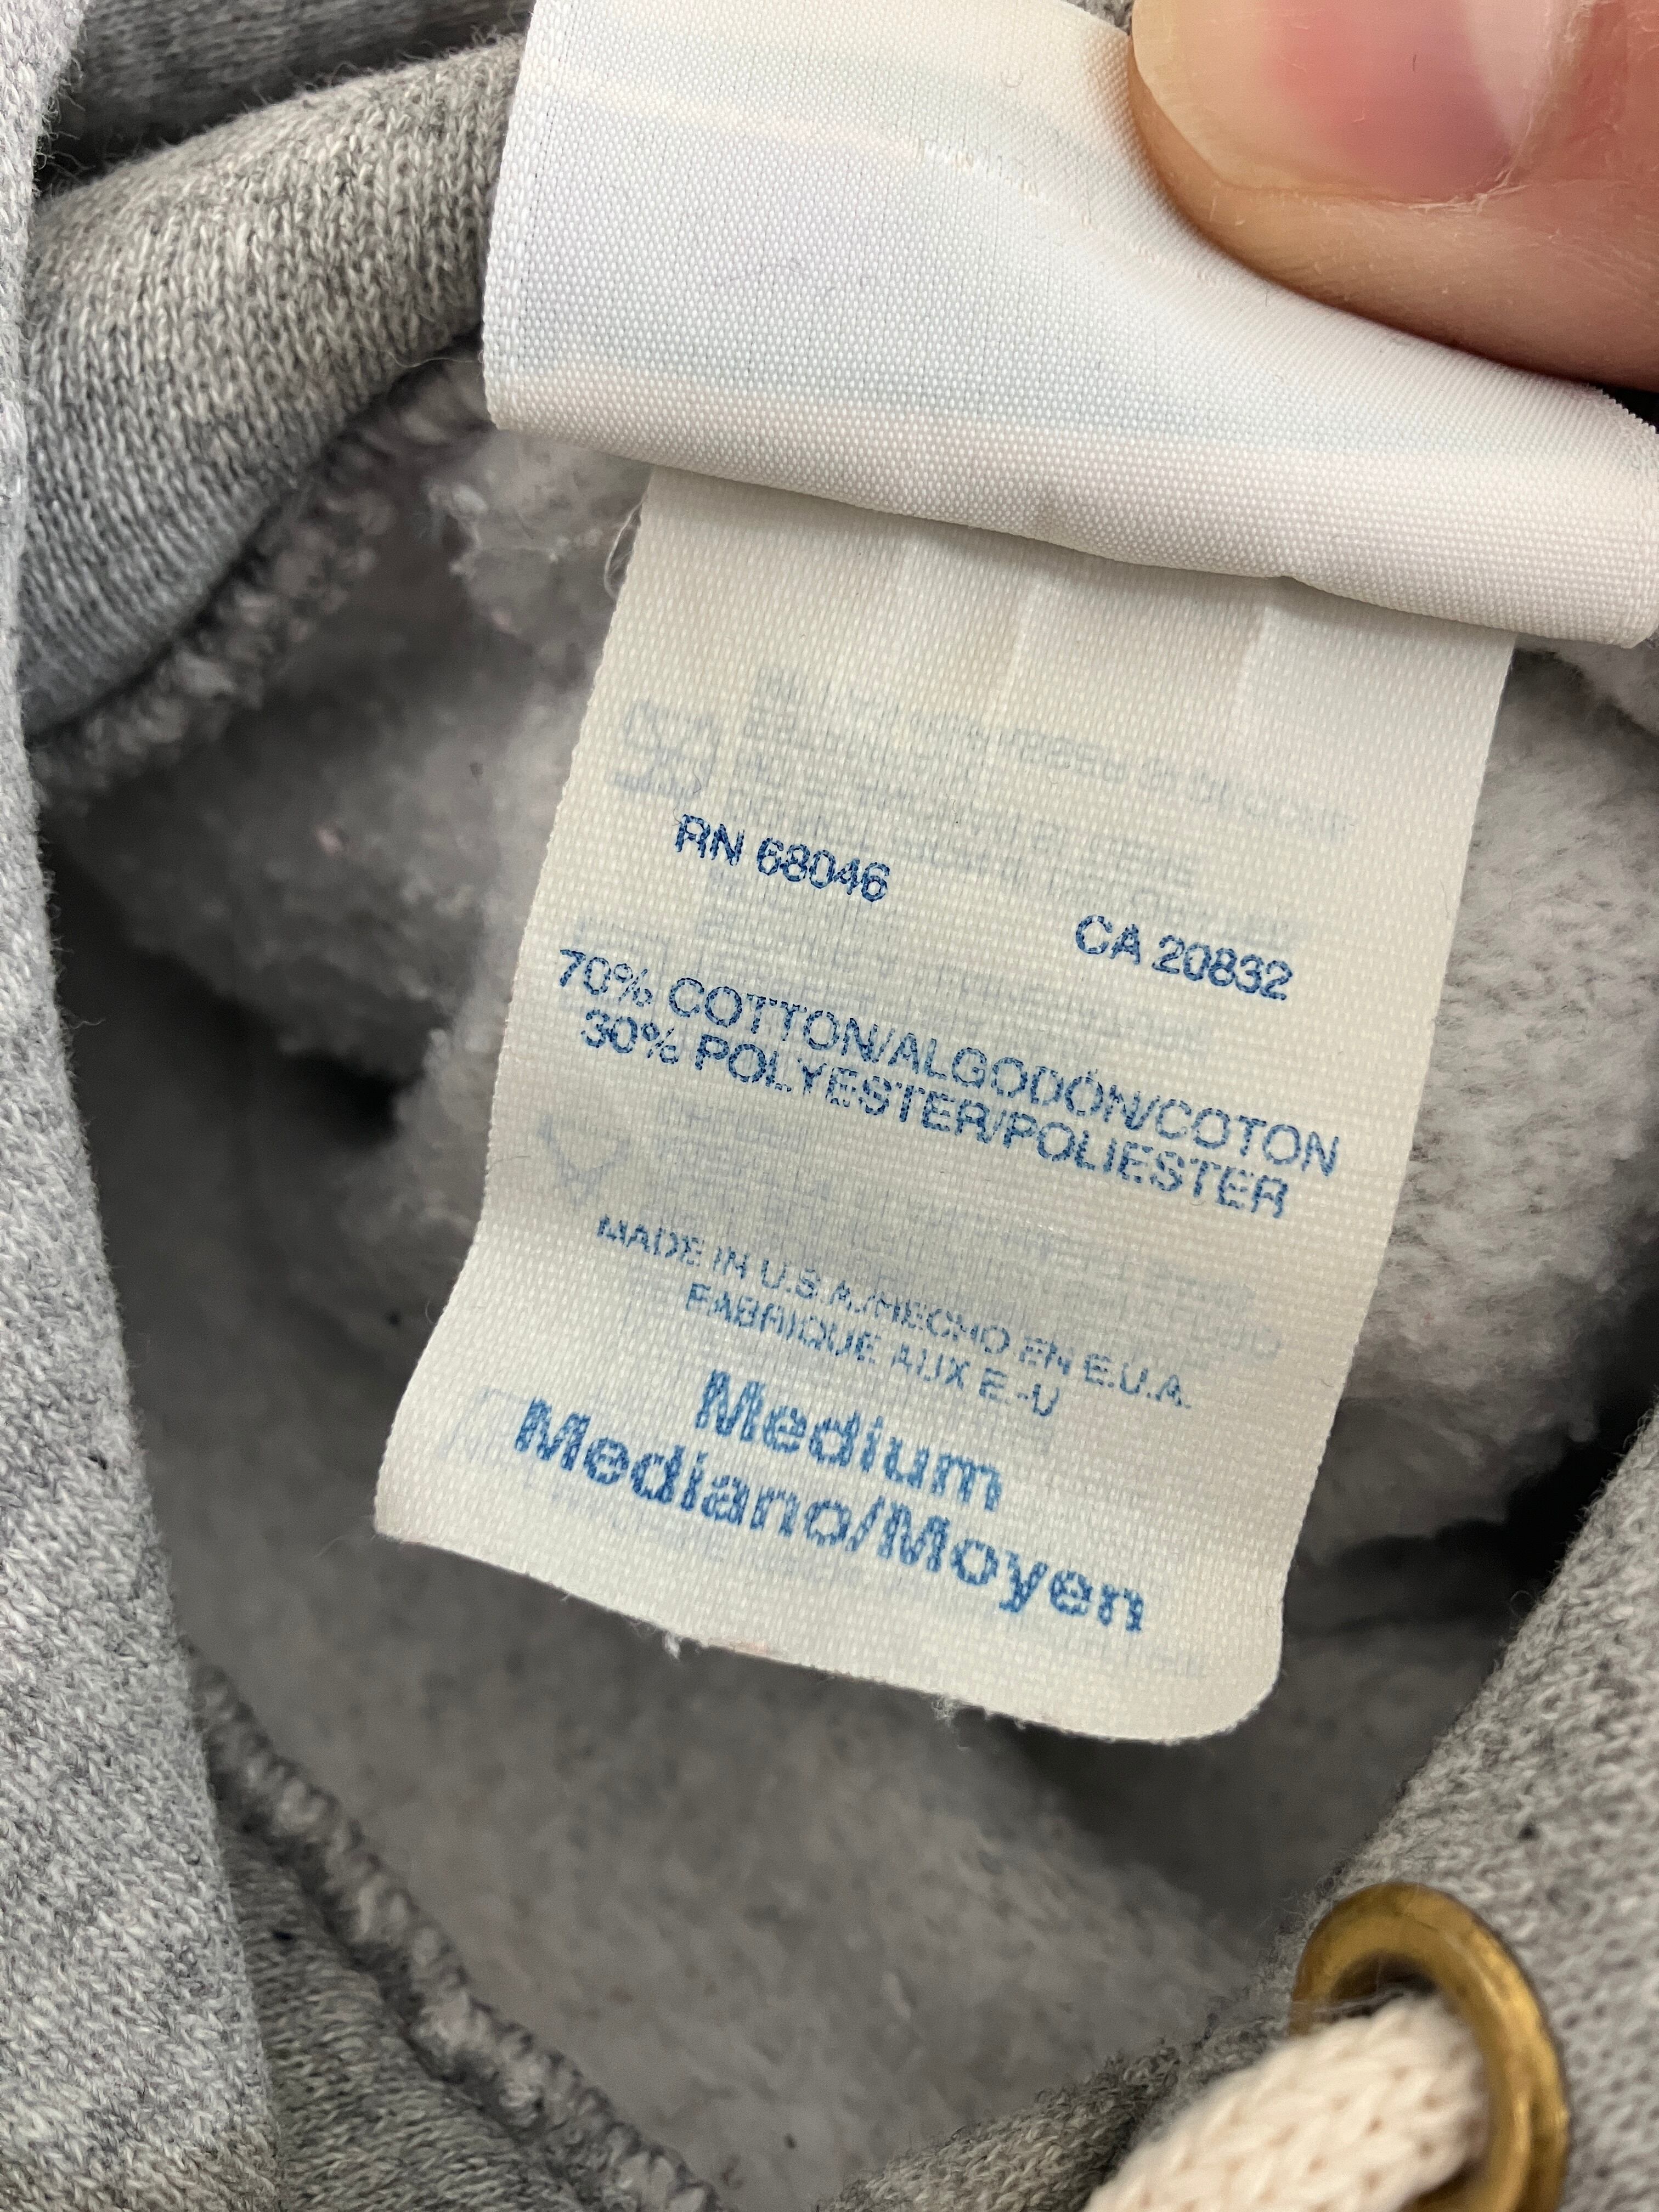 RN 68046
CA 20832
70% COTTON/ALGODÓN/COTON
30% POLYESTER/POLIESTER
MADE IN U.S.A./HECHO EN E.U.A.
FABRIQUE AUX E.-U
Medium
Mediano/Moyen